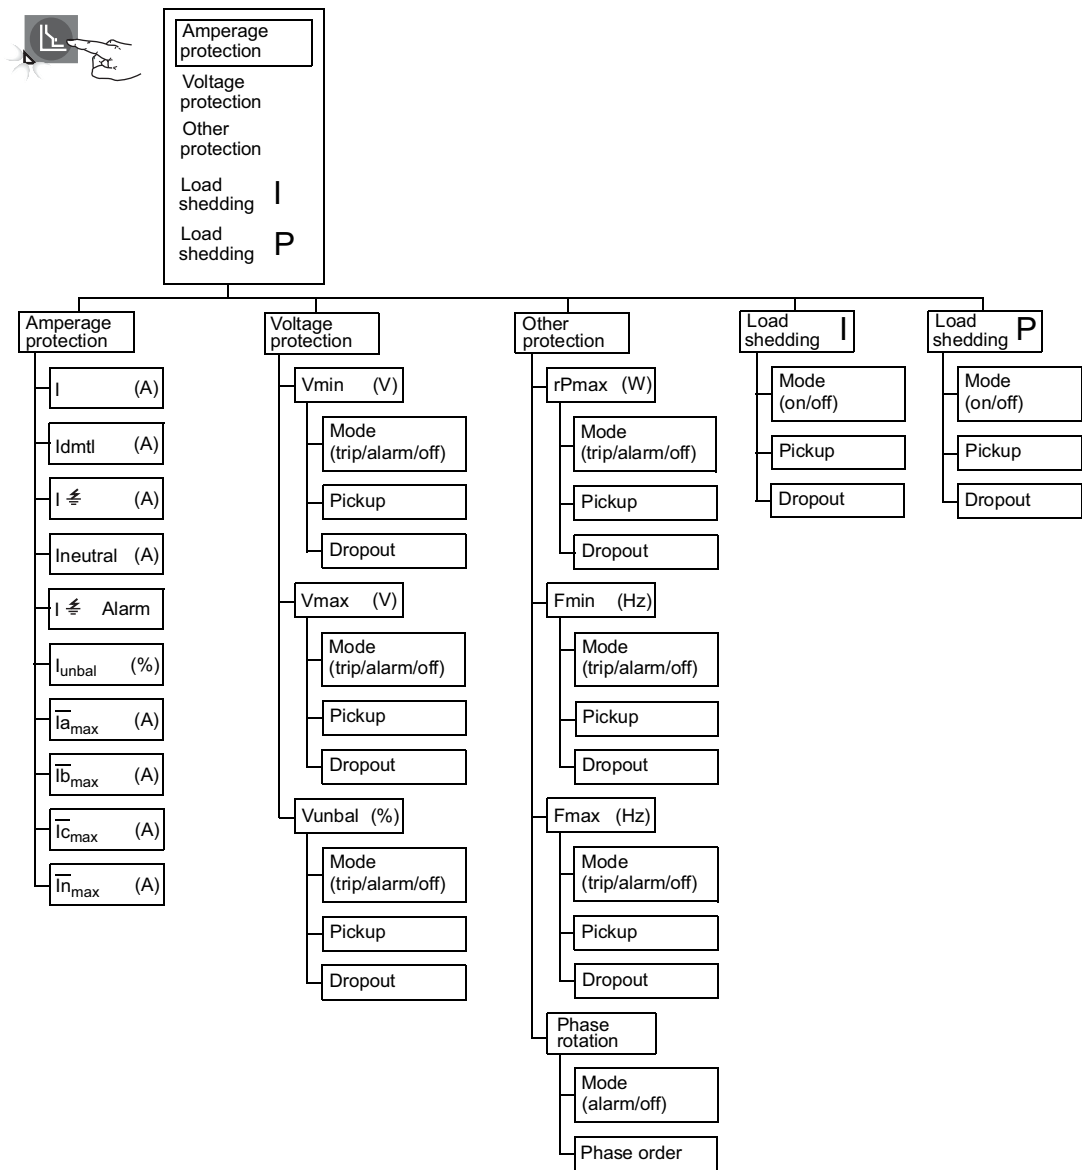 Amperage
protection
Voltage
protection
Other
protection
Load
shedding I
Load
shedding P
Amperage
protection
I (A)
Idmtl (A)
I ⏚ (A)
Ineutral (A)
I ⏚ Alarm
Iunbal (%)
Iamax (A)
Ibmax (A)
Icmax (A)
Inmax (A)
Voltage
protection
Vmin (V)
Mode
(trip/alarm/off)
Pickup
Dropout
Vmax (V)
Mode
(trip/alarm/off)
Pickup
Dropout
Vunbal (%)
Mode
(trip/alarm/off)
Pickup
Dropout
Other
protection
rPmax (W)
Mode
(trip/alarm/off)
Pickup
Dropout
Fmin (Hz)
Mode
(trip/alarm/off)
Pickup
Dropout
Fmax (Hz)
Mode
(trip/alarm/off)
Pickup
Dropout
Phase
rotation
Mode
(alarm/off)
Phase order
Load
shedding I
Mode
(on/off)
Pickup
Dropout
Load
shedding P
Mode
(on/off)
Pickup
Dropout